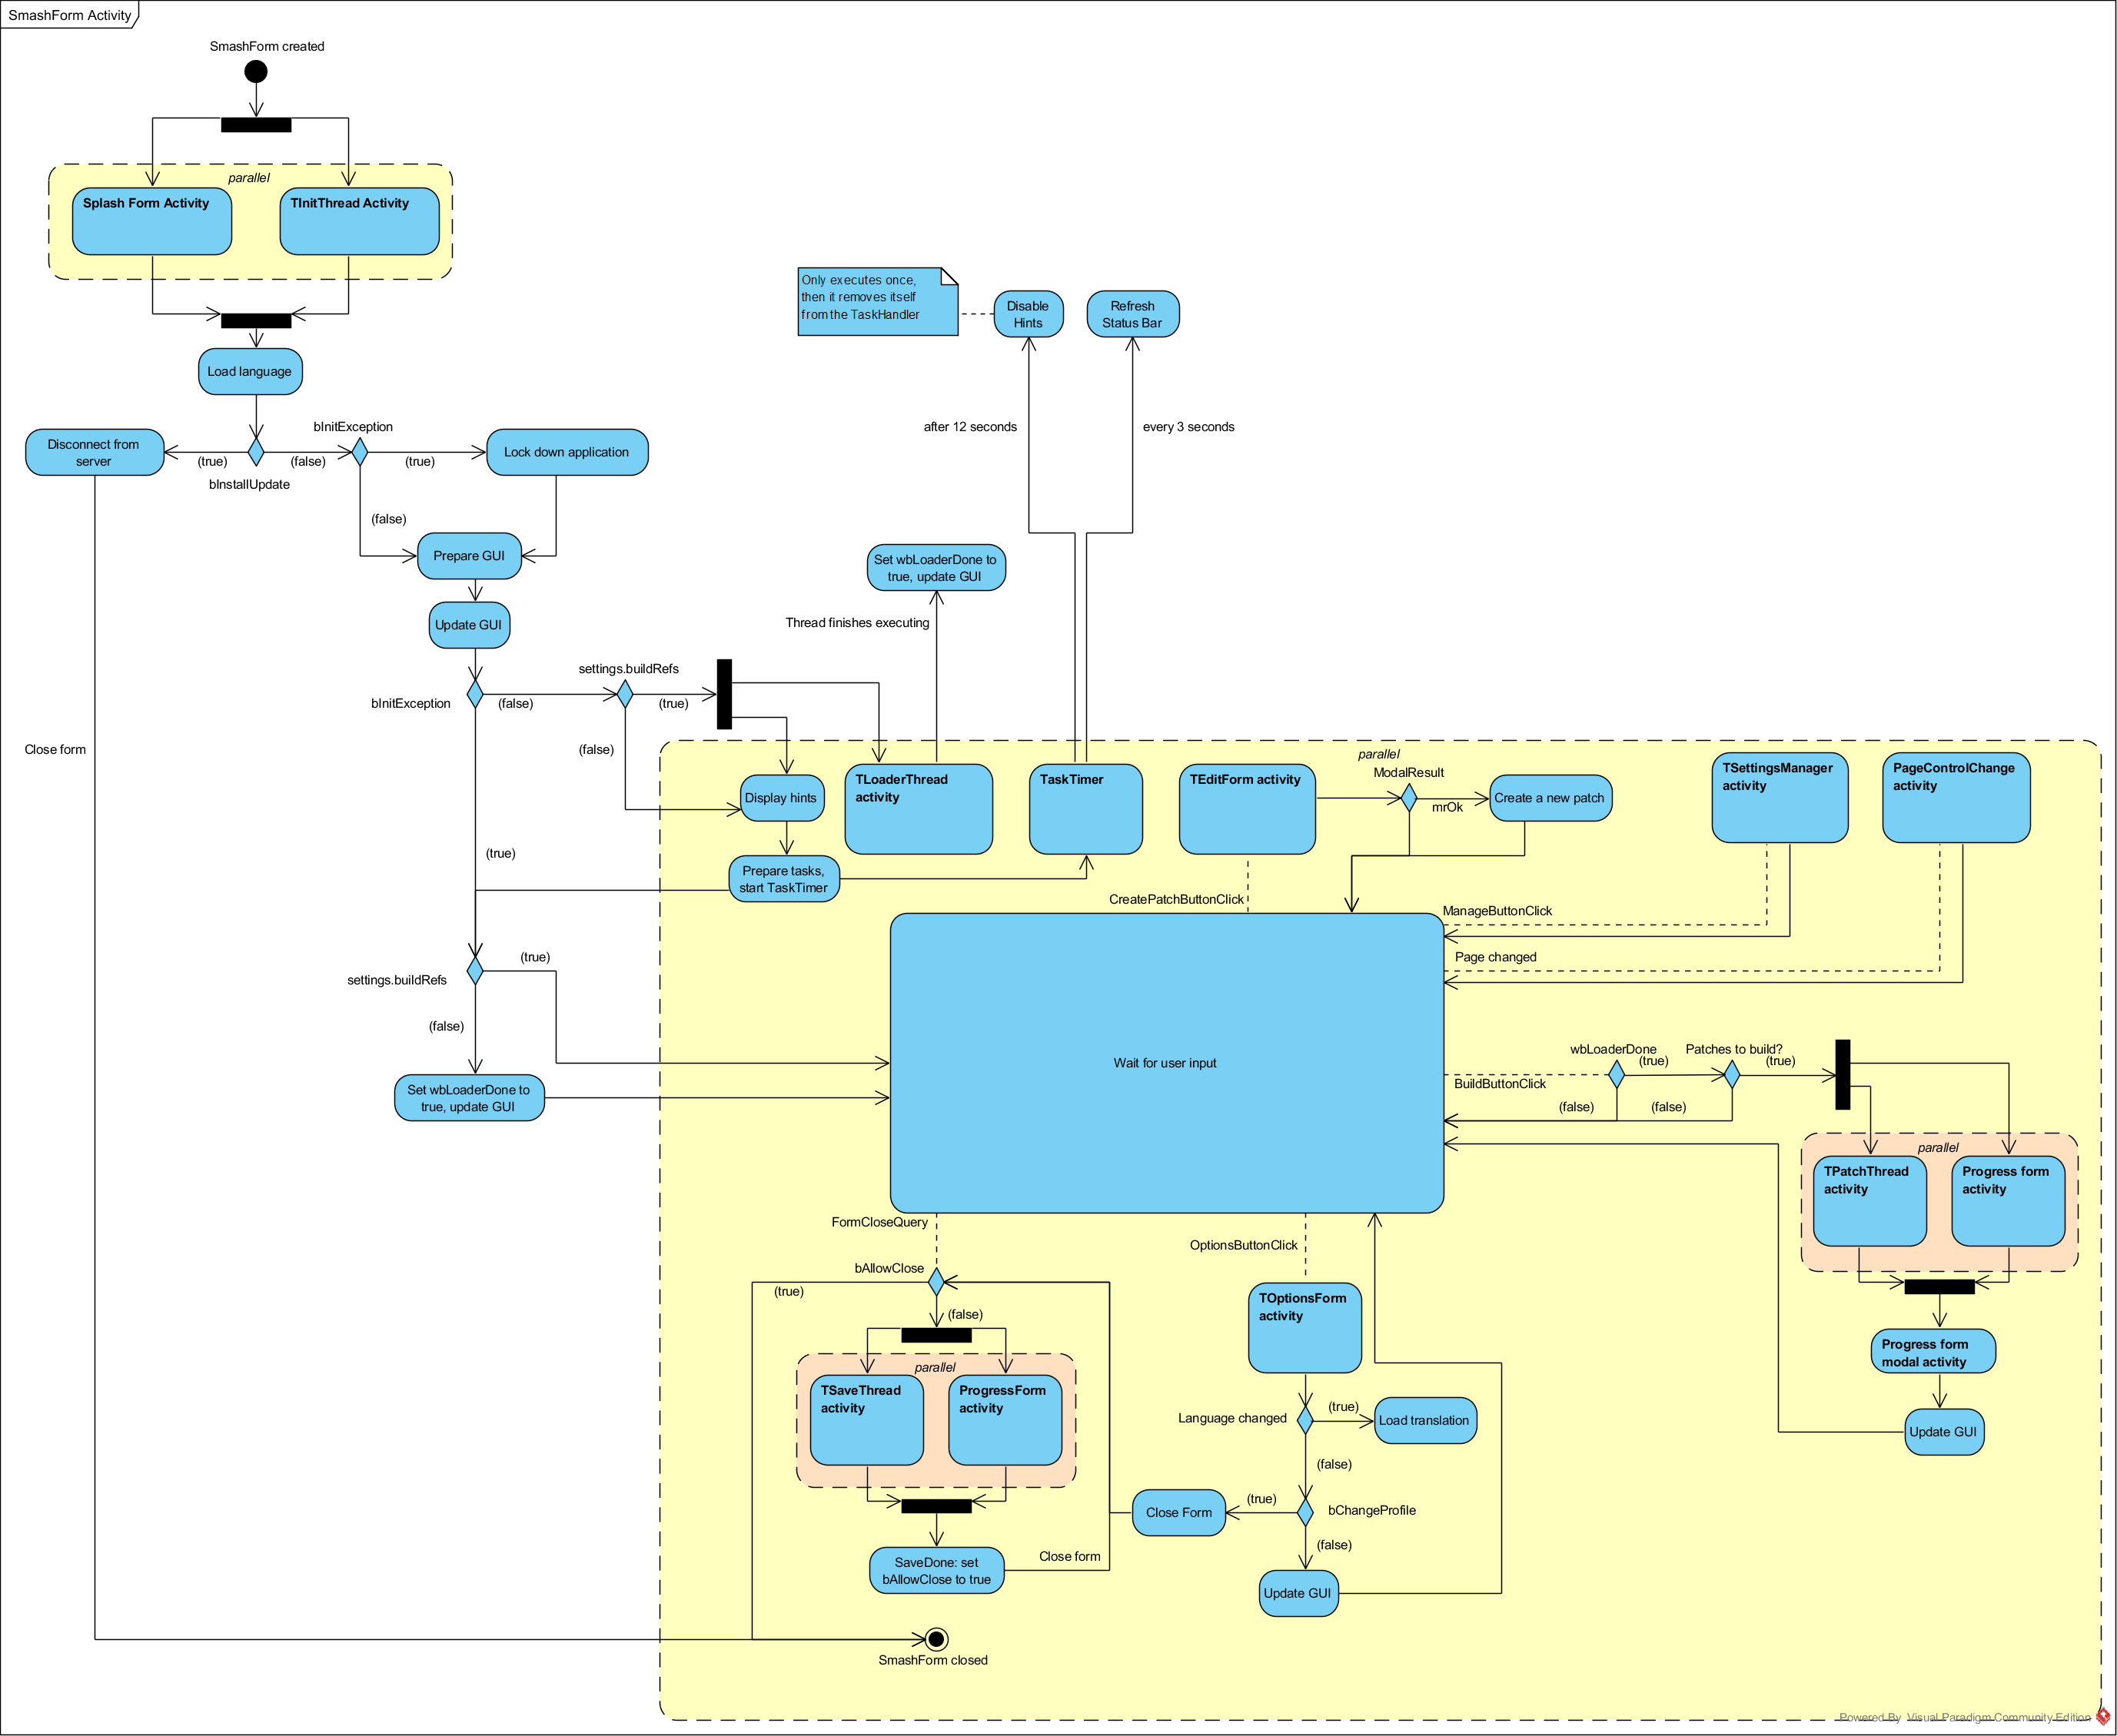 SmashForm Activity
SmashForm created
parallel
Splash Form Activity
TInitThread Activity
Only executes once,
then it removes itself
from the TaskHandler
Disable
Hints
Refresh
Status Bar
Load language
after 12 seconds
every 3 seconds
bInitException
Disconnect from
server
(true)
(false)
(true)
Lock down application
bInstallUpdate
(false)
Prepare GUI
Set wbLoaderDone to
true, update GUI
Thread finishes executing
Update GUI
settings.buildRefs
bInitException
(false)
(true)
Close form
(false)
parallel
TLoaderThread
activity
TaskTimer
TEditForm activity
ModalResult
mrOk
Create a new patch
TSettingsManager
activity
PageControlChange
activity
Display hints
(true)
Prepare tasks,
start TaskTimer
CreatePatchButtonClick
ManageButtonClick
Page changed
(true)
settings.buildRefs
(false)
Set wbLoaderDone to
true, update GUI
Wait for user input
wbLoaderDone
(true)
Patches to build?
(true)
BuildButtonClick
(false)
(false)
parallel
TPatchThread
activity
Progress form
activity
Progress form
modal activity
Update GUI
FormCloseQuery
bAllowClose
(true)
(false)
parallel
TSaveThread
activity
ProgressForm
activity
SaveDone: set
bAllowClose to true
Close form
OptionsButtonClick
TOptionsForm
activity
Language changed
(true)
Load translation
(false)
Close Form
(true)
bChangeProfile
(false)
Update GUI
SmashForm closed
Powered By Visual Paradigm Community Edition